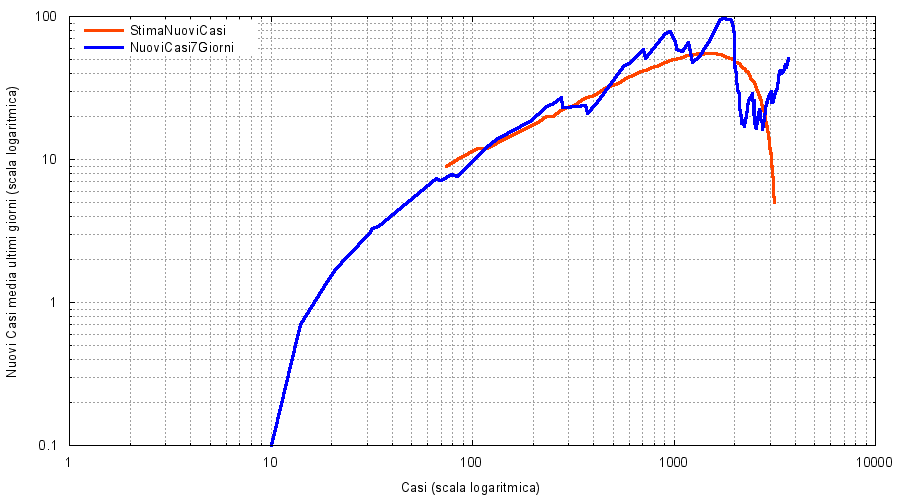 100
StimaNuoviCasi
NuoviCasi7Giorni
10
1
0.1
Nuovi Casi media ultimi giorni (scala logaritmica)
1
10
100
1000
10000
Casi (scala logaritmica)